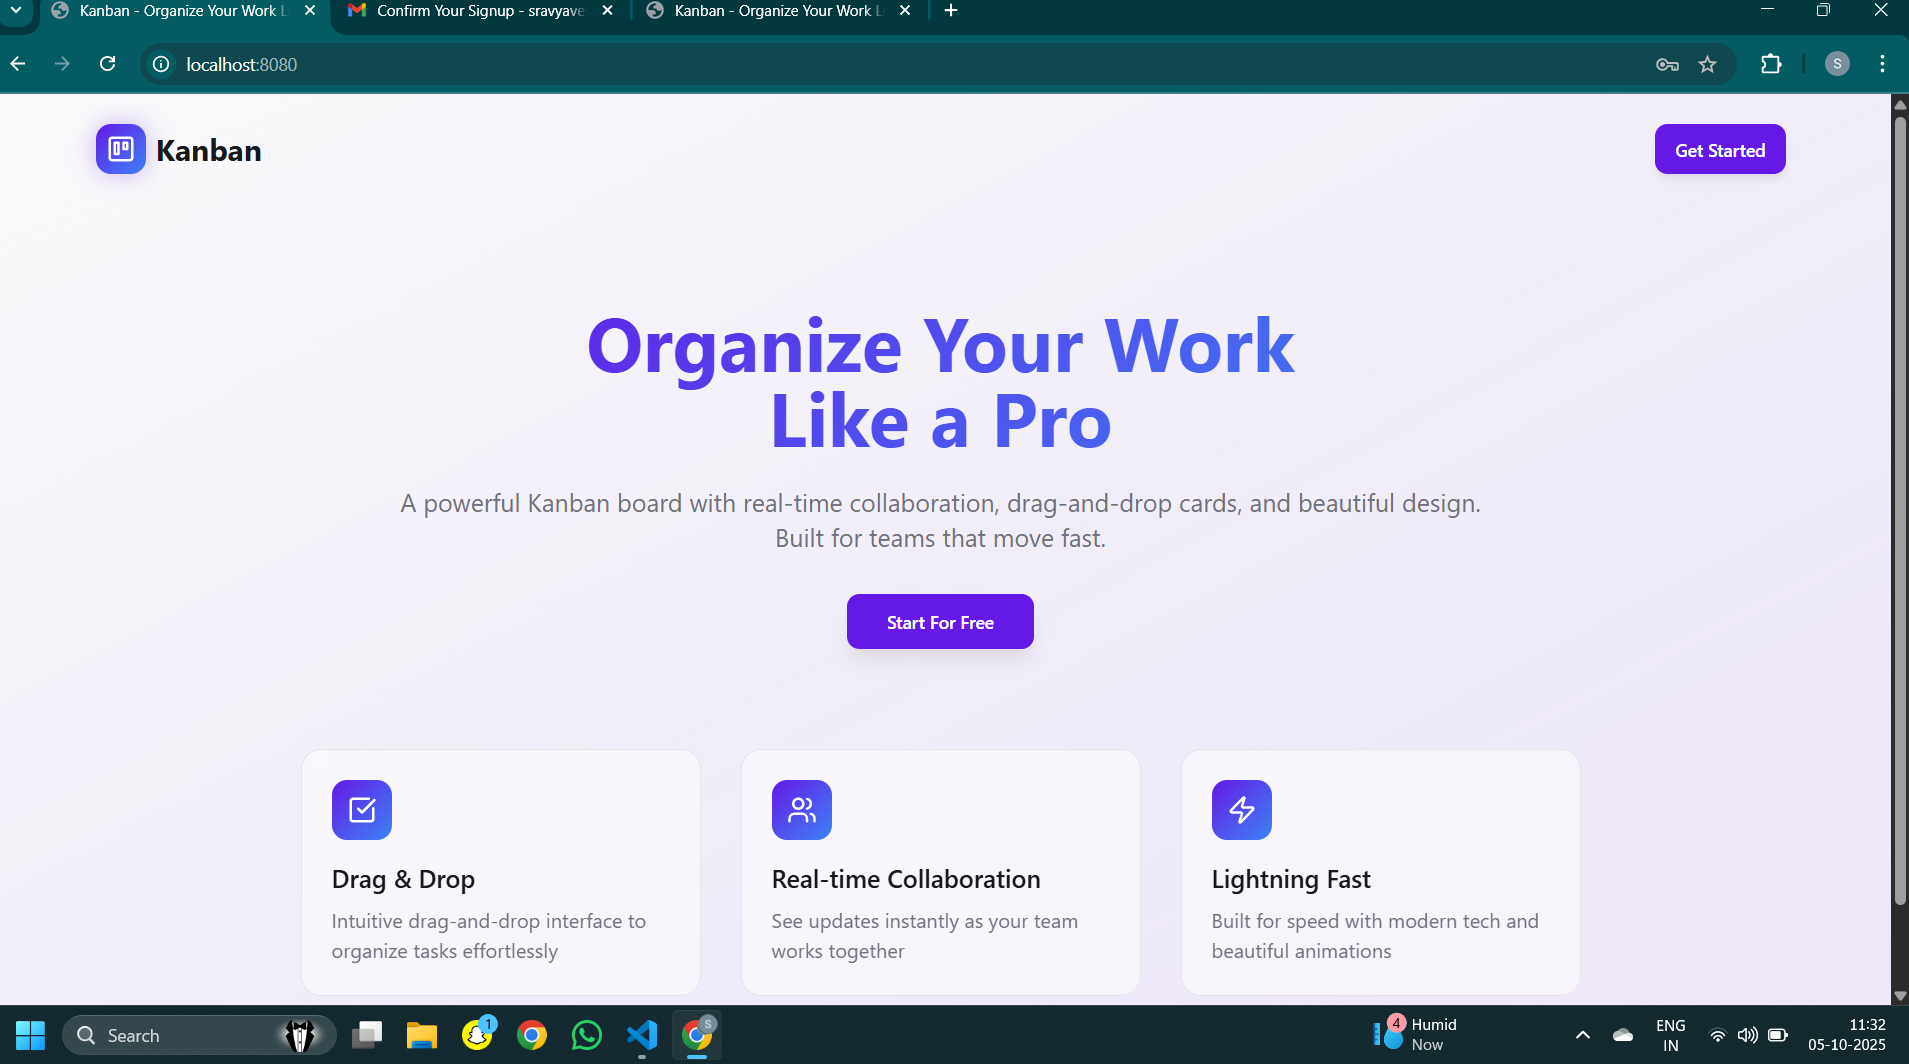 Kanban - Organize Your Work L
Confirm Your Signup - sravyave
Kanban - Organize Your Work L
localhost:8080
S
Kanban
Get Started
Organize Your Work
Like a Pro
A powerful Kanban board with real-time collaboration, drag-and-drop cards, and beautiful design.
Built for teams that move fast.
Start For Free
Drag & Drop
Intuitive drag-and-drop interface to
organize tasks effortlessly
Real-time Collaboration
See updates instantly as your team
works together
Lightning Fast
Built for speed with modern tech and
beautiful animations
Search
1
S
4
Humid
Now
ENG
IN
11:32
05-10-2025